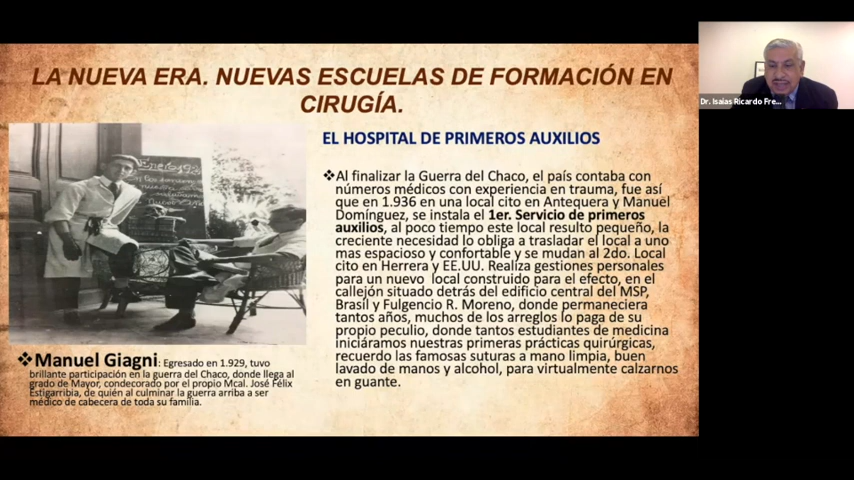 LA NUEVA ERA. NUEVAS ESCUELAS DE FORMACIÓN EN
CIRUGÍA.
EL HOSPITAL DE PRIMEROS AUXILIOS
❖Al finalizar la Guerra del Chaco, el país contaba con
números médicos con experiencia en trauma, fue así
que en 1.936 en una local cito en Antequera y Manuel
Domínguez, se instala el 1er. Servicio de primeros
auxilios, al poco tiempo este local resulto pequeño, la
creciente necesidad lo obliga a trasladar el local a uno
mas espacioso y confortable y se mudan al 2do. Local
cito en Herrera y EE.UU. Realiza gestiones personales
para un nuevo local construido para el efecto, en el
callejón situado detrás del edificio central del MSP,
Brasíl y Fulgencio R. Moreno, donde permaneciera
tantos años, muchos de los arreglos lo paga de su
propio peculio, donde tantos estudiantes de medicina
iniciáramos nuestras primeras prácticas quirúrgicas,
recuerdo las famosas suturas a mano limpia, buen
lavado de manos y alcohol, para virtualmente calzarnos
en guante.
Enero
❖Manuel Giagni: Egresado en 1.929, tuvo
brillante participación en la guerra del Chaco, donde llega al
grado de Mayor, condecorado por el propio Mcal. José Félix
Estigarribia, de quién al culminar la guerra arriba a ser
médico de cabecera de toda su familia.
Dr. Isaias Ricardo Fre...